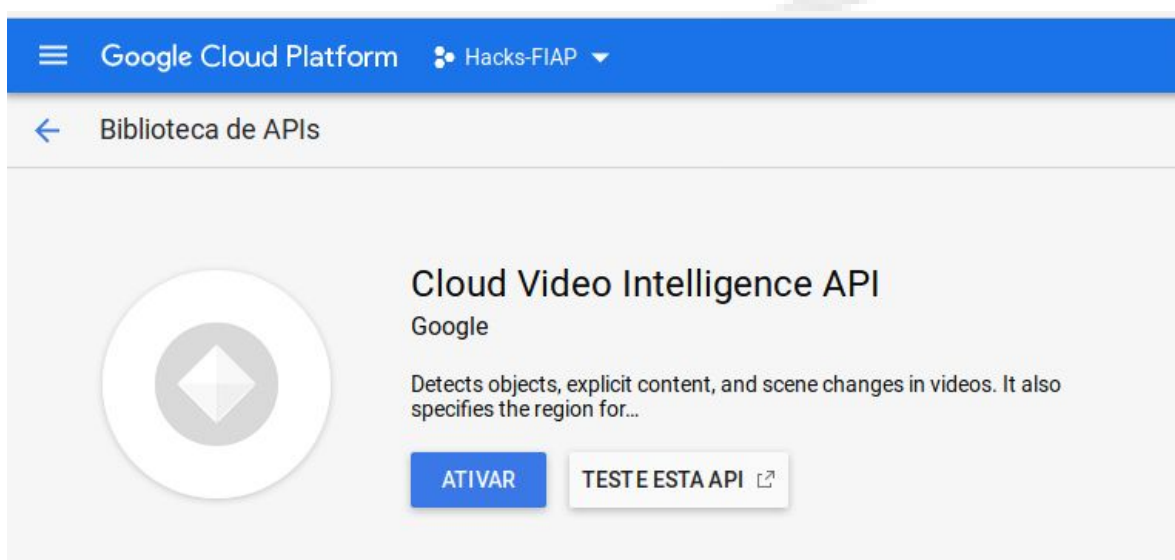 Google Cloud Platform Hacks-FIAP
Biblioteca de APIs
Cloud Video Intelligence API
Google
Detects objects, explicit content, and scene changes in videos. It also
specifies the region for...
ATIVAR TESTE ESTA API